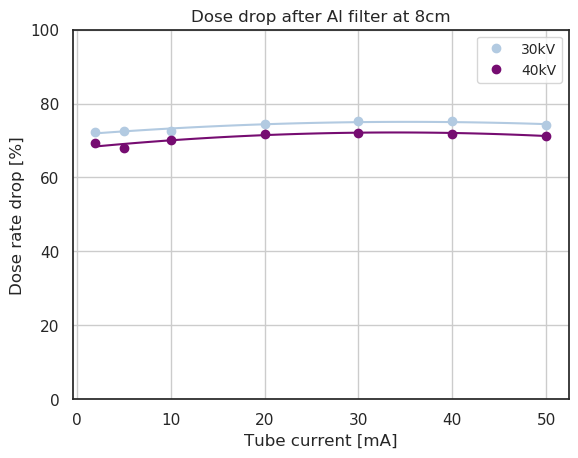 Dose drop after Al filter at 8cm
30kV
40kV
Dose rate drop [%]
100
80
60
40
20
0
0 10 20 30 40 50
Tube current [mA]